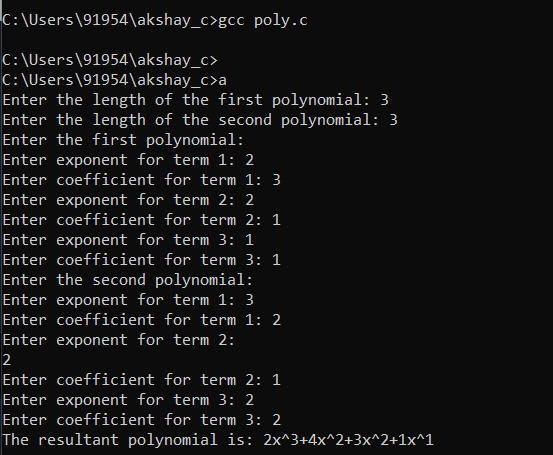 C:\Users\91954\akshay_c>gcc poly.c
C:\Users\91954\akshay_c>
C:\Users\91954\akshay_c>a
Enter the length of the first polynomial: 3
Enter the length of the second polynomial: 3
Enter the first polynomial:
Enter exponent for term 1: 2
Enter coefficient for term 1: 3
Enter exponent for term 2: 2
Enter coefficient for term 2: 1
Enter exponent for term 3: 1
Enter coefficient for term 3: 1
Enter the second polynomial:
Enter exponent for term 1: 3
Enter coefficient for term 1: 2
Enter exponent for term 2:
2
Enter coefficient for term 2: 1
Enter exponent for term 3: 2
Enter coefficient for term 3: 2
The resultant polynomial is: 2x^3+4x^2+3x^2+1x^1